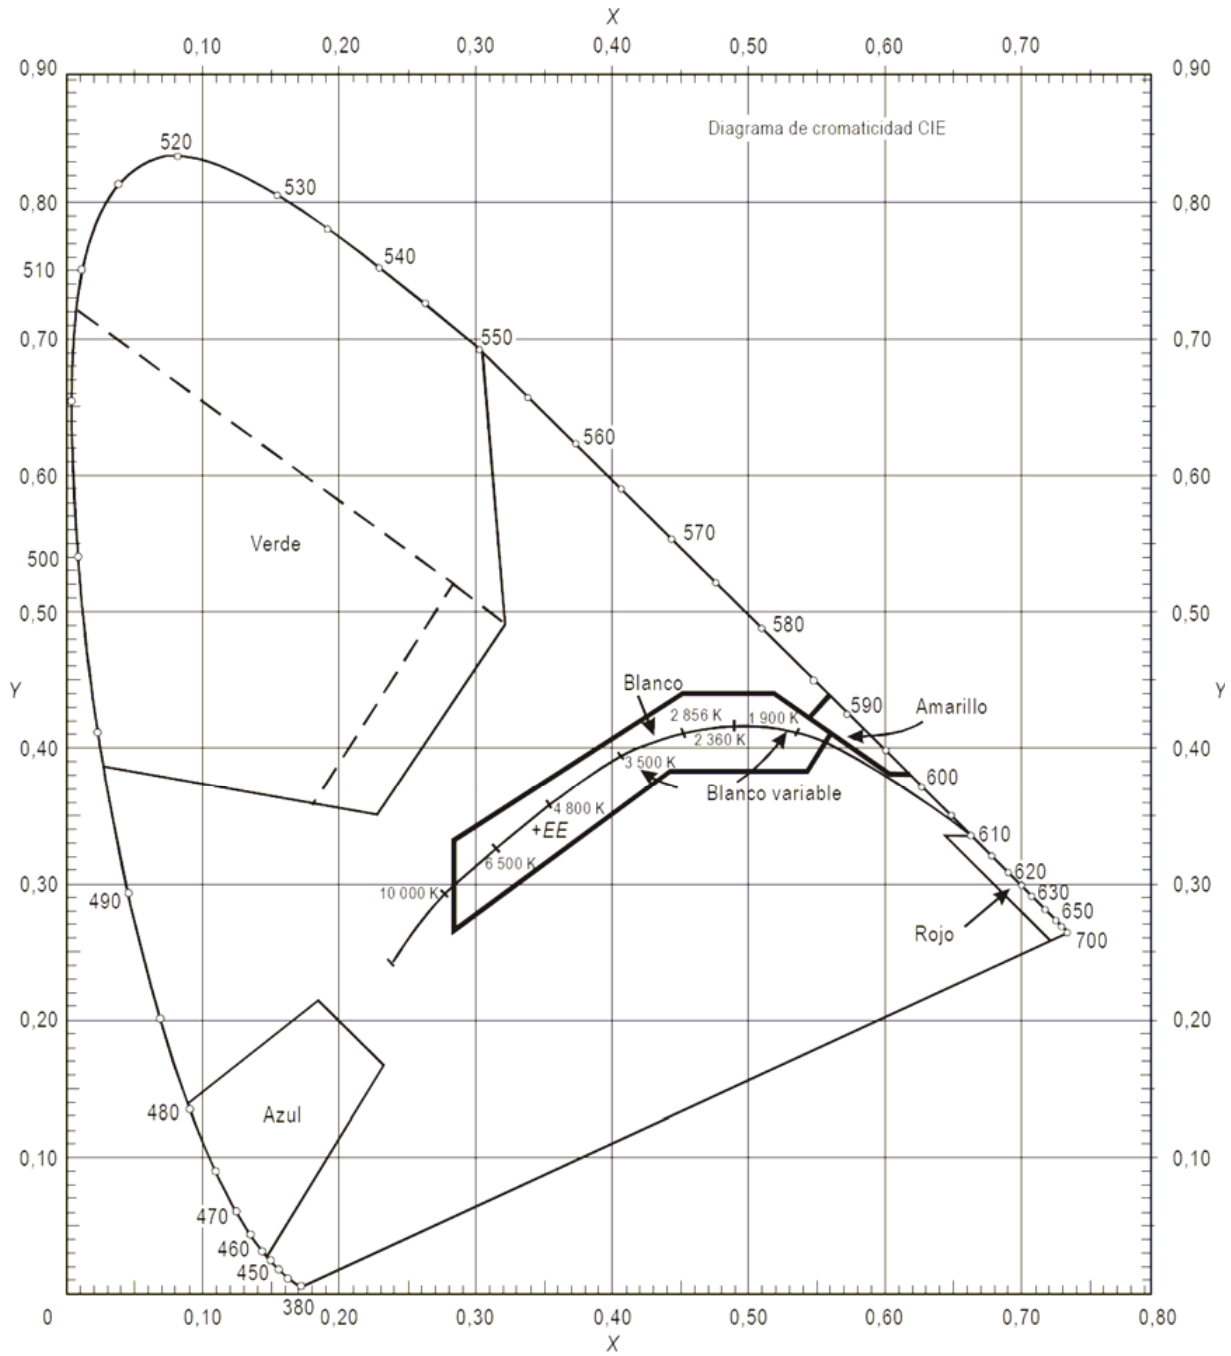 X
0,10 0,20 0,30 0,40 0,50 0,60 0,70
0,90 0,90
Diagrama de cromaticidad CIE
520
530
0,80 0,80
540
510
550
0,70 0,70
560
0,60 0,60
570
Verde
500
580
0,50 0,50
Blanco
Y Y
590
Amarillo
2 856 K 1 900 K
2 360 K
0,40 0,40
3 500 K
600
Blanco variable
4 800 K
+EE
610
6 500 K
620
10 000 K
0,30 0,30
630
490
650
Rojo
700
0,20 0,20
480
Azul
0,10 0,10
470
460
450
380
0 0,10 0,20 0,30 0,40 0,50 0,60 0,70 0,80
X